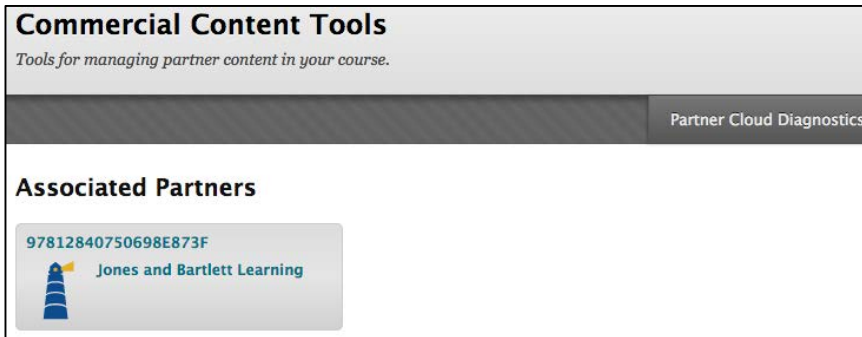 Commercial Content Tools
Tools for managing partner content in your course.
Partner Cloud Diagnostics
Associated Partners
97812840750698E873F
Jones and Bartlett Learning